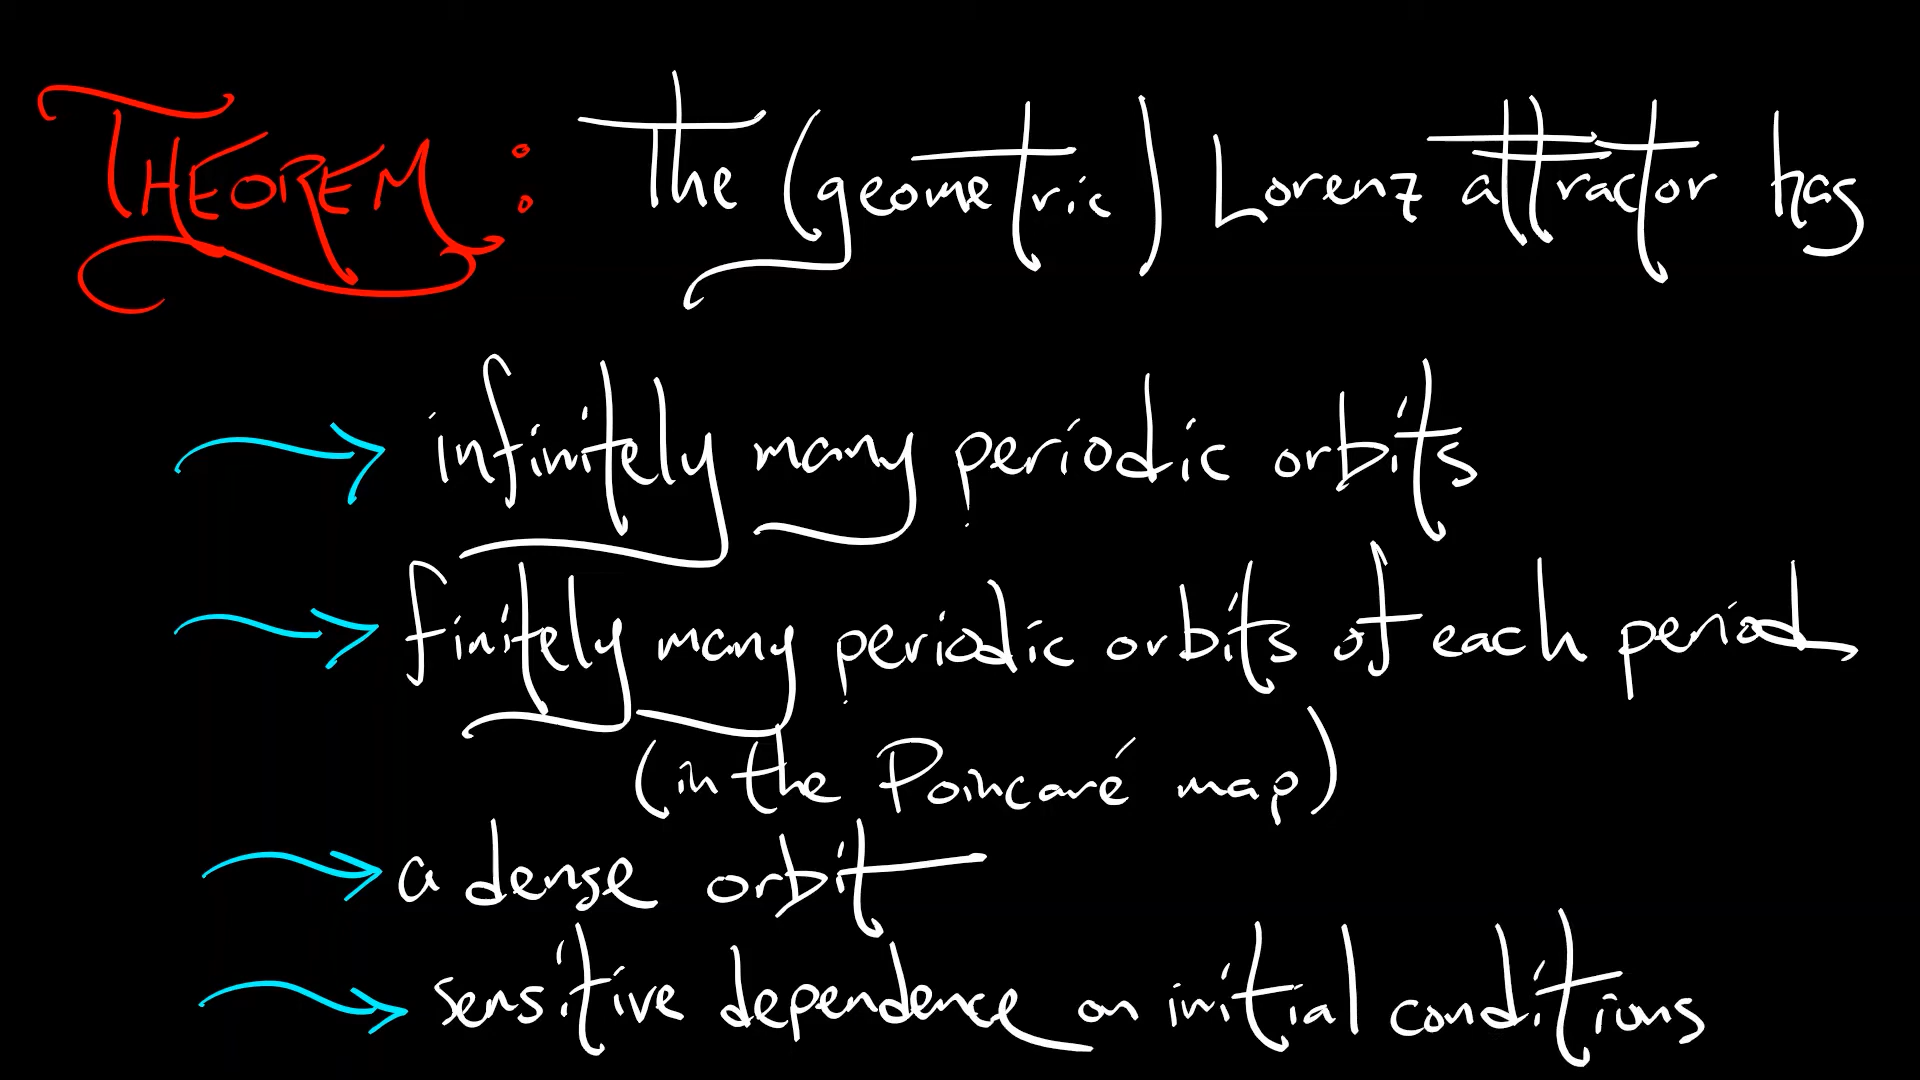 THEOREM: The (geometric) Lorenz attractor has
→ infinitely many periodic orbits
→ finitely many periodic orbits of each period
(in the Poincaré map)
→ a dense orbit
→ sensitive dependence on initial conditions